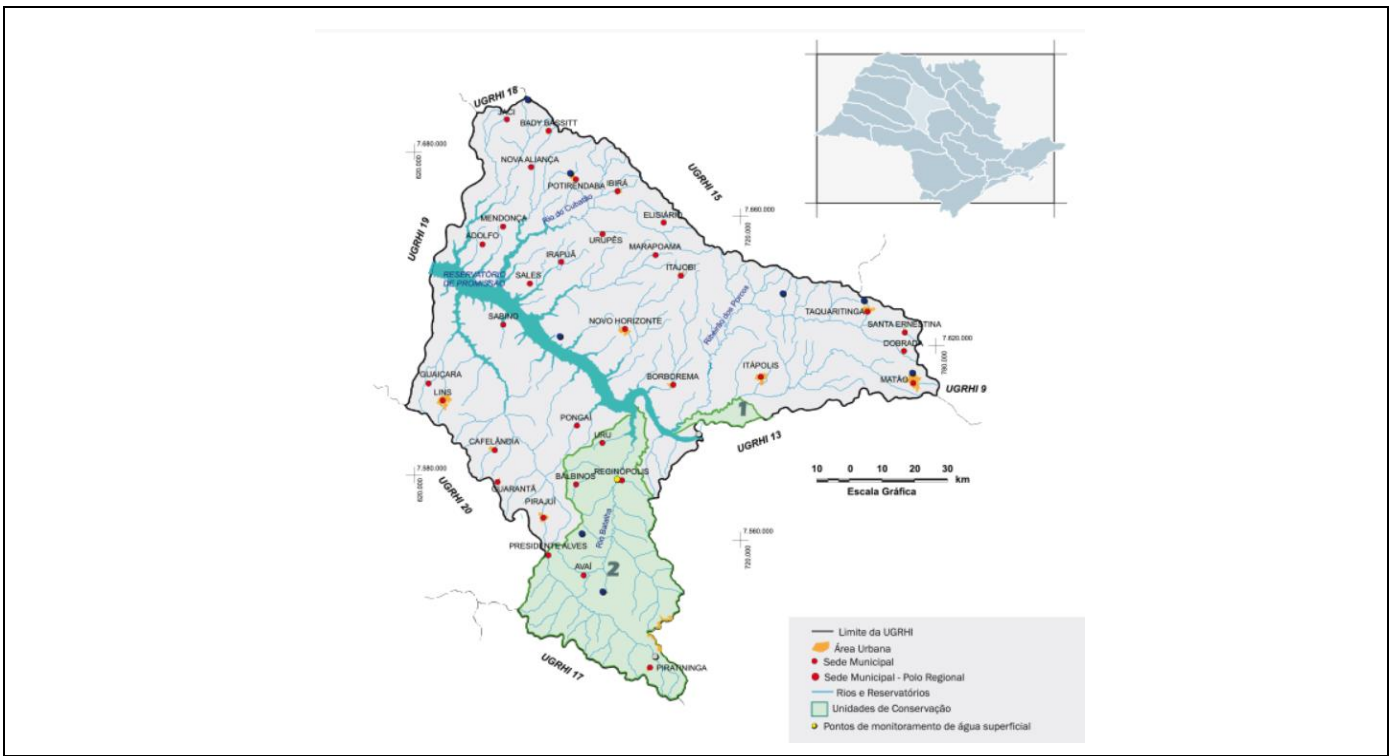 UGRHI 18
JACI
BADY BASSITT
7.680.000
620.000
NOVA ALIANÇA
POTIRENDABA
IBIRÁ
UGRHI 15
Rio do Cubatão
MENDONÇA
ELISIÁRIO
7.660.000
720.000
UGRHI 19
ADOLFO
URUPÊS
MARAPOAMA
IRAPUÃ
ITAJOBI
RESERVATÓRIO
DE PROMISSÃO
SALES
Ribeirão dos Porcos
TAQUARITINGA
SABINO
NOVO HORIZONTE
SANTA ERNESTINA
7.620.000
780.000
DOBRADA
GUAIÇARA
BORBOREMA
ITÁPOLIS
MATÃO
UGRHI 9
LINS
1
PONGAÍ
URU
UGRHI 13
CAFELÂNDIA
7.580.000
620.000
BALBINOS
REGINÓPOLIS
10 0 10 20 30 km
Escala Gráfica
UGRHI 20
GUARANTÃ
PIRAJUÍ
Rio Batalha
7.560.000
720.000
PRESIDENTE ALVES
AVAÍ
2
UGRHI 17
PIRATININGA
Limite da UGRHI
Área Urbana
Sede Municipal
Sede Municipal - Polo Regional
Rios e Reservatórios
Unidades de Conservação
Pontos de monitoramento de água superficial